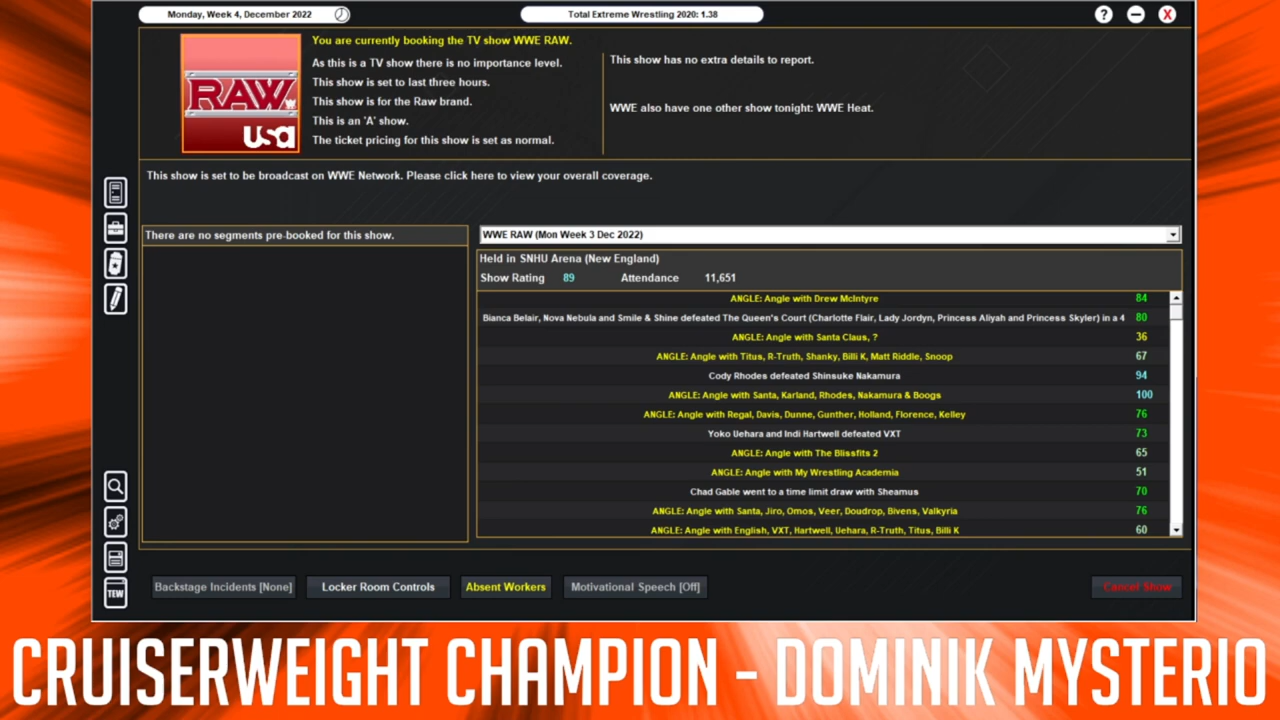 Monday, Week 4, December 2022
Total Extreme Wrestling 2020: 1.38
?
X
RAW
W
usa
You are currently booking the TV show WWE RAW.
As this is a TV show there is no importance level.
This show is set to last three hours.
This show is for the Raw brand.
This is an 'A' show.
The ticket pricing for this show is set as normal.
This show has no extra details to report.
WWE also have one other show tonight: WWE Heat.
This show is set to be broadcast on WWE Network. Please click here to view your overall coverage.
There are no segments pre-booked for this show.
WWE RAW (Mon Week 3 Dec 2022)
Held in SNHU Arena (New England)
Show Rating 89 Attendance 11,651
ANGLE: Angle with Drew McIntyre 84
Bianca Belair, Nova Nebula and Smile & Shine defeated The Queen's Court (Charlotte Flair, Lady Jordyn, Princess Aliyah and Princess Skyler) in a 4 80
ANGLE: Angle with Santa Claus, ? 36
ANGLE: Angle with Titus, R-Truth, Shanky, Billi K, Matt Riddle, Snoop 67
Cody Rhodes defeated Shinsuke Nakamura 94
ANGLE: Angle with Santa, Karland, Rhodes, Nakamura & Boogs 100
ANGLE: Angle with Regal, Davis, Dunne, Gunther, Holland, Florence, Kelley 76
Yoko Uehara and Indi Hartwell defeated VXT 73
ANGLE: Angle with The Blissfits 2 65
ANGLE: Angle with My Wrestling Academia 51
Chad Gable went to a time limit draw with Sheamus 70
ANGLE: Angle with Santa, Jiro, Omos, Veer, Doudrop, Bivens, Valkyria 76
ANGLE: Angle with English, VXT, Hartwell, Uehara, R-Truth, Titus, Billi K 60
TEW
Backstage Incidents [None]
Locker Room Controls
Absent Workers
Motivational Speech [Off]
Cancel Show
CRUISERWEIGHT CHAMPION - DOMINIK MYSTERIO